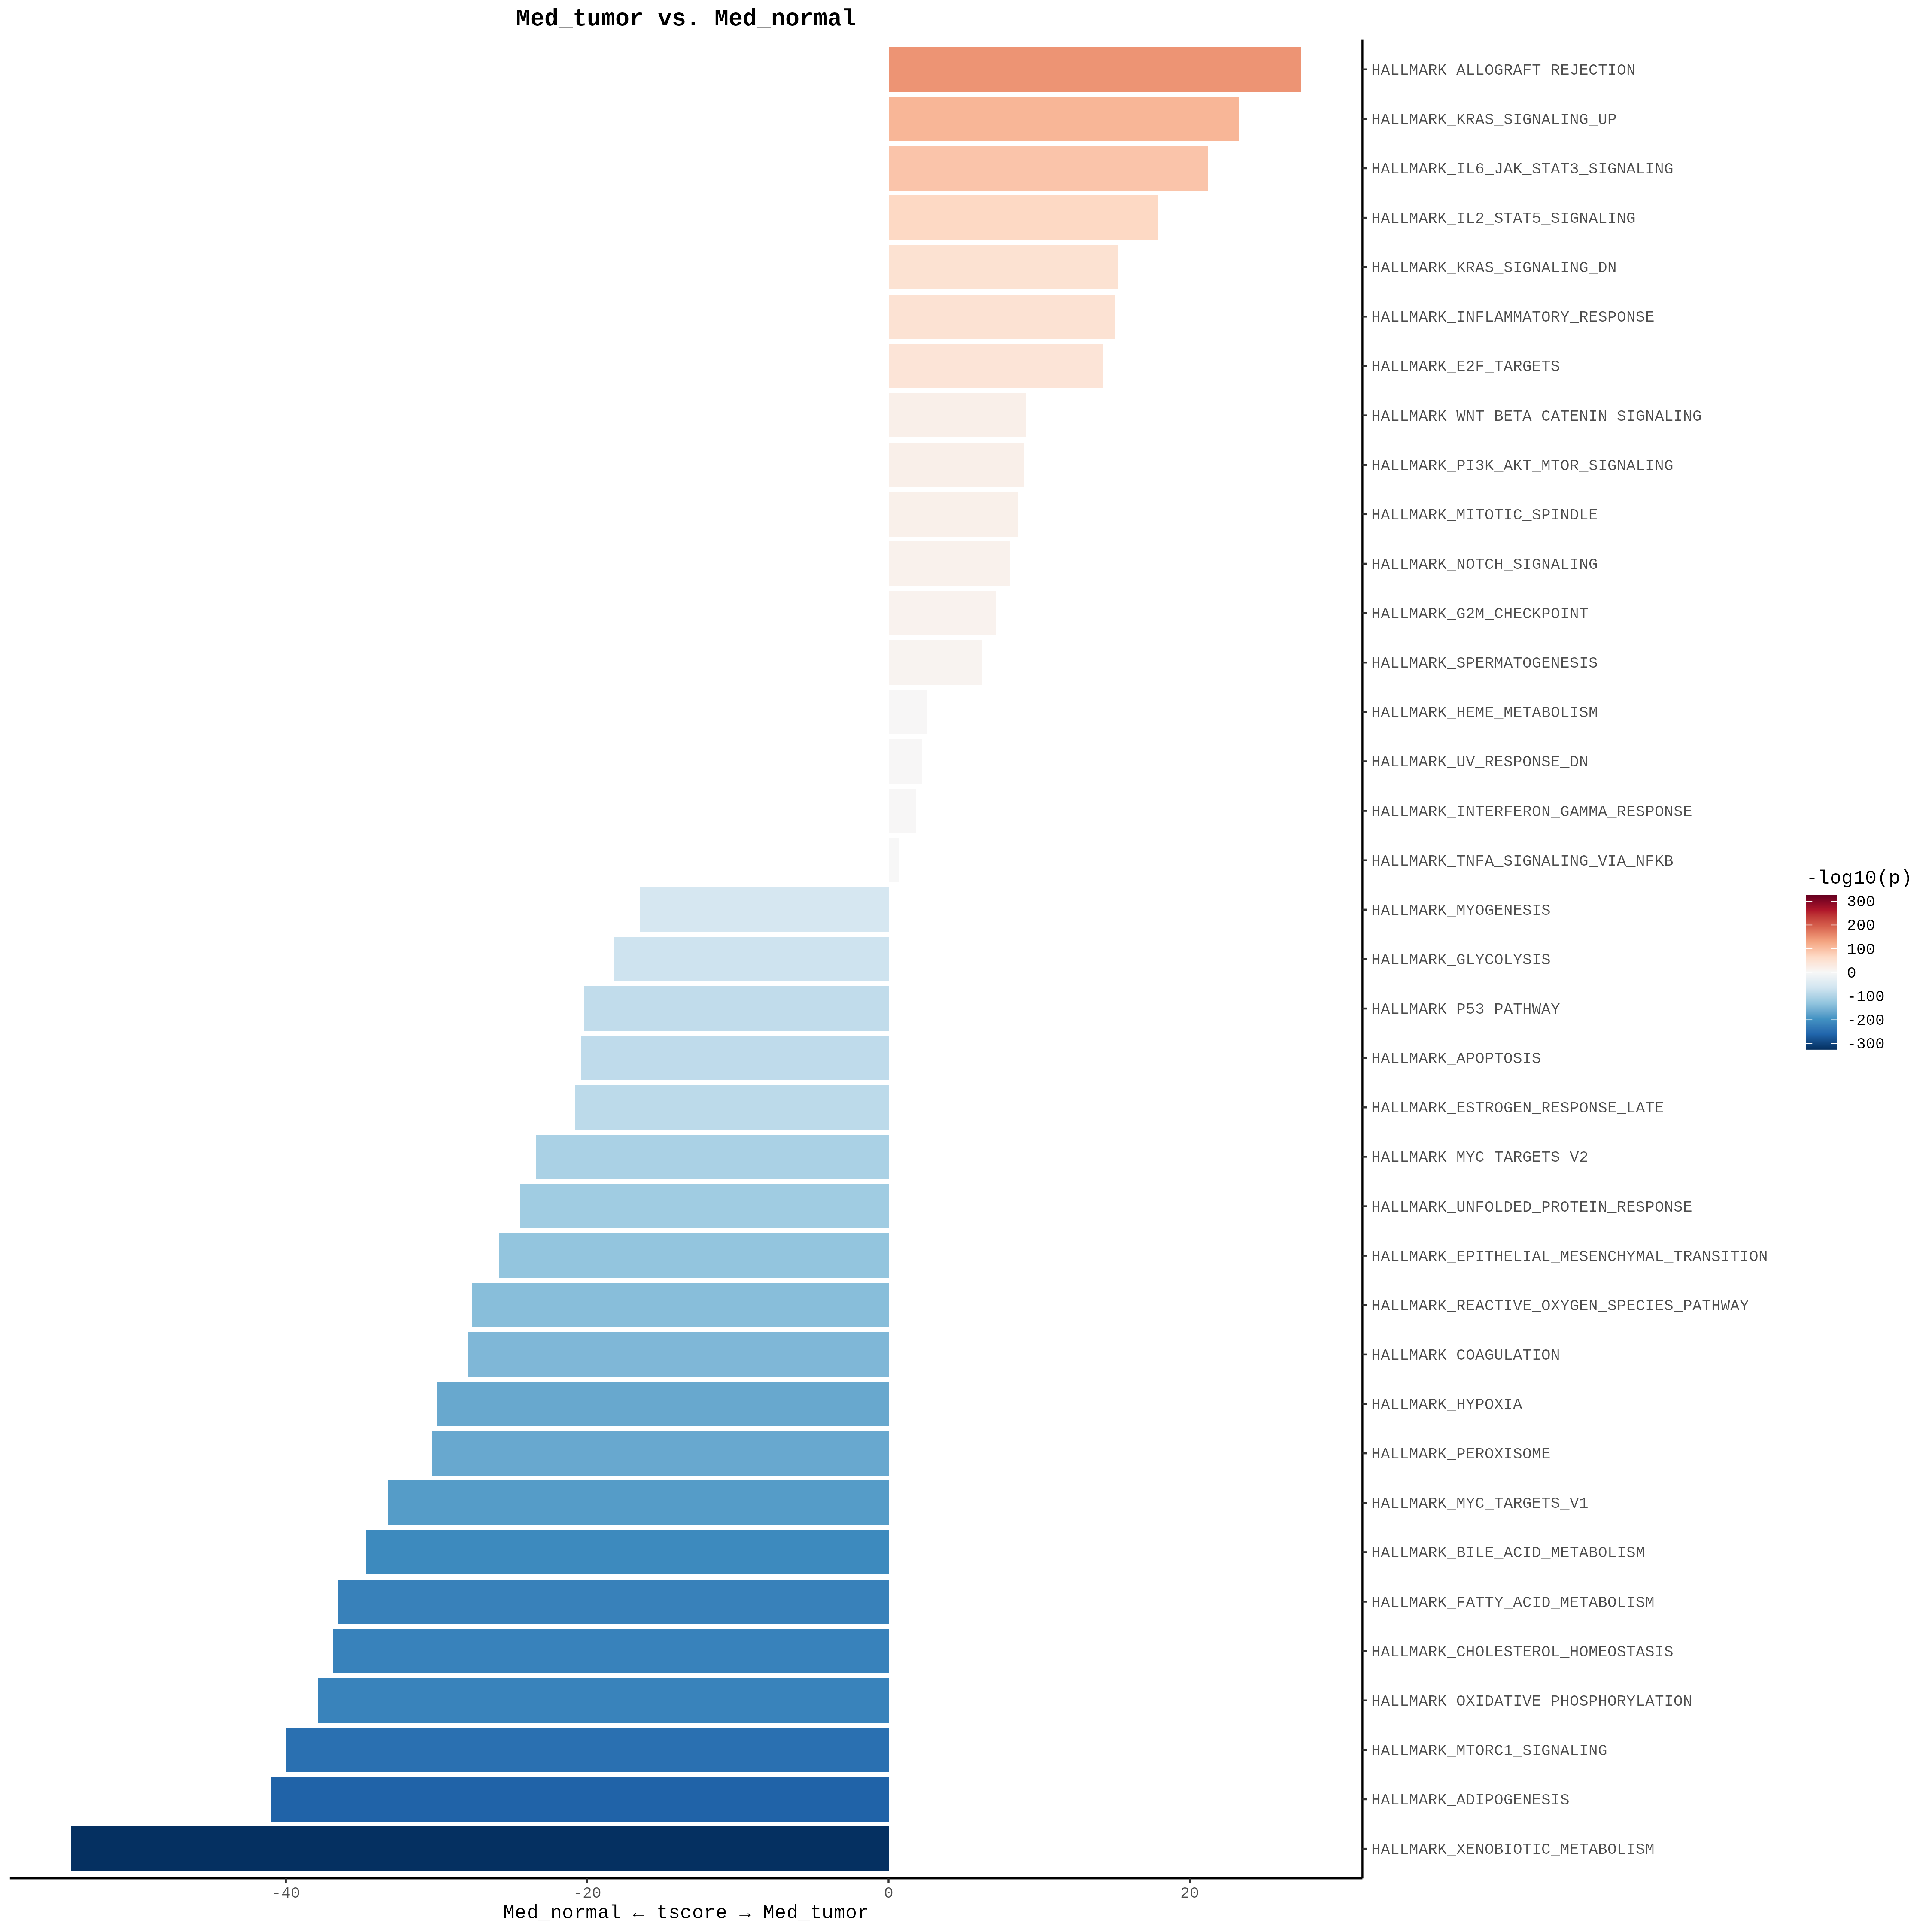 Med_tumor vs. Med_normal
HALLMARK_ALLOGRAFT_REJECTION
HALLMARK_KRAS_SIGNALING_UP
HALLMARK_IL6_JAK_STAT3_SIGNALING
HALLMARK_IL2_STAT5_SIGNALING
HALLMARK_KRAS_SIGNALING_DN
HALLMARK_INFLAMMATORY_RESPONSE
HALLMARK_E2F_TARGETS
HALLMARK_WNT_BETA_CATENIN_SIGNALING
HALLMARK_PI3K_AKT_MTOR_SIGNALING
HALLMARK_MITOTIC_SPINDLE
HALLMARK_NOTCH_SIGNALING
HALLMARK_G2M_CHECKPOINT
HALLMARK_SPERMATOGENESIS
HALLMARK_HEME_METABOLISM
HALLMARK_UV_RESPONSE_DN
HALLMARK_INTERFERON_GAMMA_RESPONSE
HALLMARK_TNFA_SIGNALING_VIA_NFKB
HALLMARK_MYOGENESIS
HALLMARK_GLYCOLYSIS
HALLMARK_P53_PATHWAY
HALLMARK_APOPTOSIS
HALLMARK_ESTROGEN_RESPONSE_LATE
HALLMARK_MYC_TARGETS_V2
HALLMARK_UNFOLDED_PROTEIN_RESPONSE
HALLMARK_EPITHELIAL_MESENCHYMAL_TRANSITION
HALLMARK_REACTIVE_OXYGEN_SPECIES_PATHWAY
HALLMARK_COAGULATION
HALLMARK_HYPOXIA
HALLMARK_PEROXISOME
HALLMARK_MYC_TARGETS_V1
HALLMARK_BILE_ACID_METABOLISM
HALLMARK_FATTY_ACID_METABOLISM
HALLMARK_CHOLESTEROL_HOMEOSTASIS
HALLMARK_OXIDATIVE_PHOSPHORYLATION
HALLMARK_MTORC1_SIGNALING
HALLMARK_ADIPOGENESIS
HALLMARK_XENOBIOTIC_METABOLISM
-40 -20 0 20
Med_normal ← tscore → Med_tumor
-log10(p)
300
200
100
0
-100
-200
-300